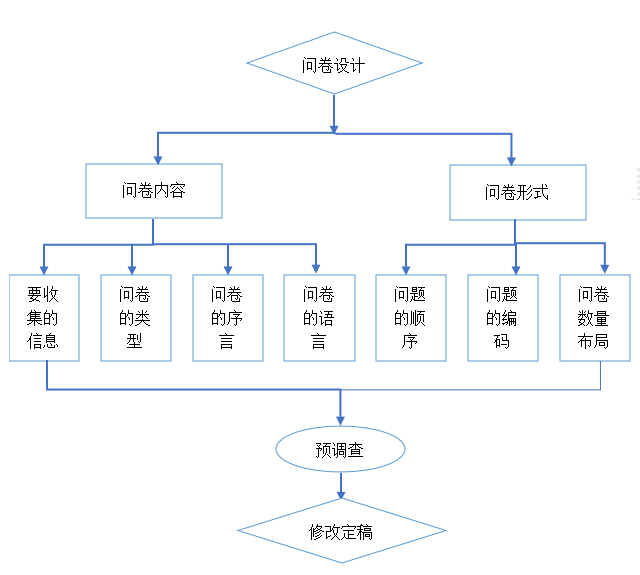 问卷设计
问卷内容
问卷形式
要收
集的
信息
问卷
的类
型
问卷
的序
言
问卷
的语
言
问题
的顺
序
问题
的编
码
问卷
数量
布局
预调查
修改定稿